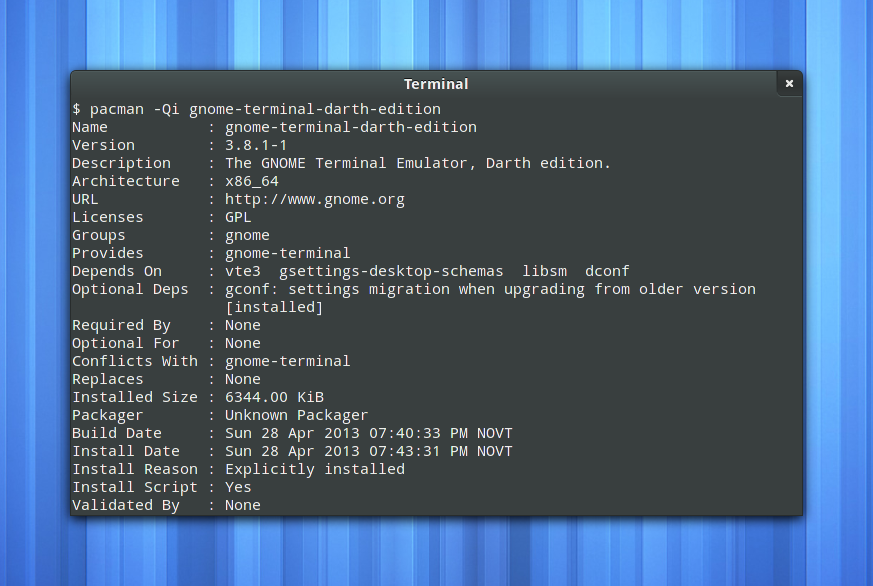 Terminal
$ pacman -Qi gnome-terminal-darth-edition
Name           : gnome-terminal-darth-edition
Version        : 3.8.1-1
Description    : The GNOME Terminal Emulator, Darth edition.
Architecture   : x86_64
URL            : http://www.gnome.org
Licenses       : GPL
Groups         : gnome
Provides       : gnome-terminal
Depends On     : vte3  gsettings-desktop-schemas  libsm  dconf
Optional Deps  : gconf: settings migration when upgrading from older version
                 [installed]
Required By    : None
Optional For   : None
Conflicts With : gnome-terminal
Replaces       : None
Installed Size : 6344.00 KiB
Packager       : Unknown Packager
Build Date     : Sun 28 Apr 2013 07:40:33 PM NOVT
Install Date   : Sun 28 Apr 2013 07:43:31 PM NOVT
Install Reason : Explicitly installed
Install Script : Yes
Validated By   : None